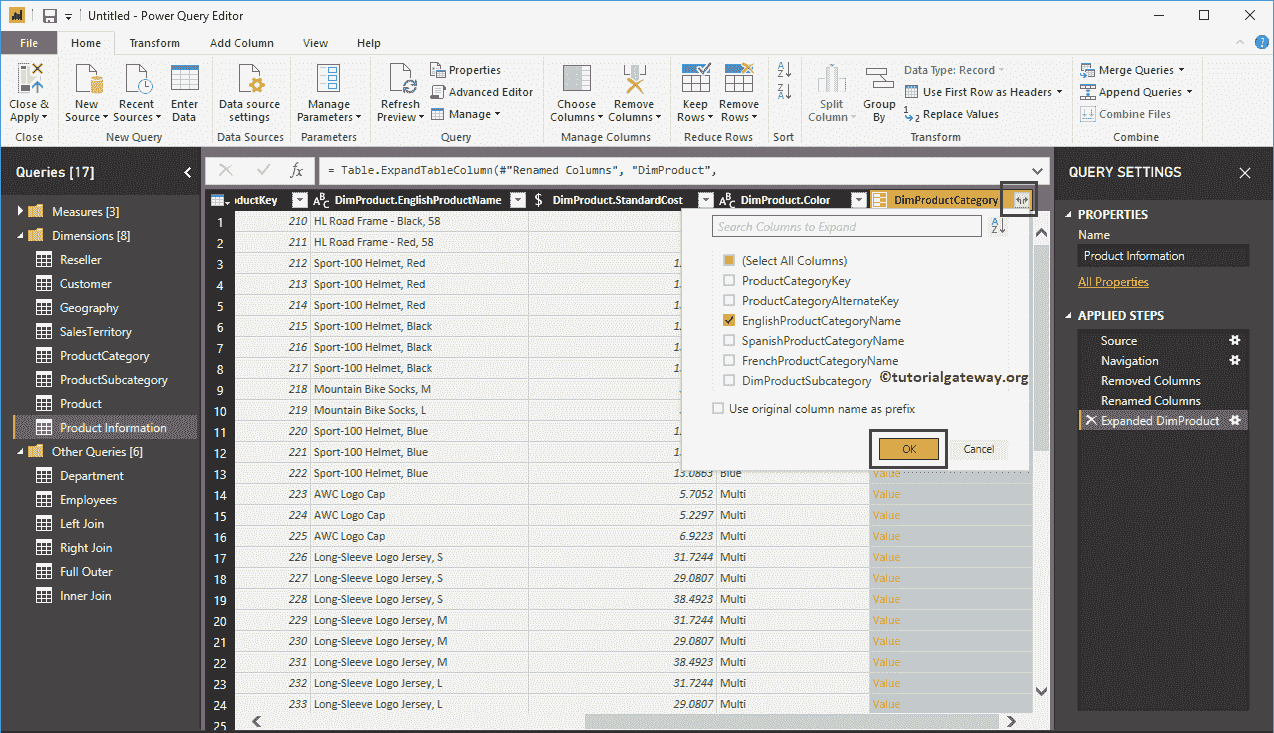 Untitled - Power Query Editor
File Home Transform Add Column View Help
Close & Apply
New Source
Recent Sources
Enter Data
Data source settings
Manage Parameters
Refresh Preview
Properties
Advanced Editor
Manage
Choose Columns
Remove Columns
Keep Rows
Remove Rows
Split Column
Group By
Data Type: Record
Use First Row as Headers
Replace Values
Merge Queries
Append Queries
Combine Files
Close New Query Data Sources Parameters Query Manage Columns Reduce Rows Sort Transform Combine
Queries [17]
Measures [3]
Dimensions [8]
Reseller
Customer
Geography
SalesTerritory
ProductCategory
ProductSubcategory
Product
Product Information
Other Queries [6]
Department
Employees
Left Join
Right Join
Full Outer
Inner Join
fx = Table.ExpandTableColumn(#"Renamed Columns", "DimProduct",
ductKey DimProduct.EnglishProductName DimProduct.StandardCost DimProduct.Color DimProductCategory
1 210 HL Road Frame - Black, 58
2 211 HL Road Frame - Red, 58
3 212 Sport-100 Helmet, Red
4 213 Sport-100 Helmet, Red
5 214 Sport-100 Helmet, Red
6 215 Sport-100 Helmet, Black
7 216 Sport-100 Helmet, Black
8 217 Sport-100 Helmet, Black
9 218 Mountain Bike Socks, M
10 219 Mountain Bike Socks, L
11 220 Sport-100 Helmet, Blue
12 221 Sport-100 Helmet, Blue
13 222 Sport-100 Helmet, Blue 13.0863 Blue Value
14 223 AWC Logo Cap 5.7052 Multi Value
15 224 AWC Logo Cap 5.2297 Multi Value
16 225 AWC Logo Cap 6.9223 Multi Value
17 226 Long-Sleeve Logo Jersey, S 31.7244 Multi Value
18 227 Long-Sleeve Logo Jersey, S 29.0807 Multi Value
19 228 Long-Sleeve Logo Jersey, S 38.4923 Multi Value
20 229 Long-Sleeve Logo Jersey, M 31.7244 Multi Value
21 230 Long-Sleeve Logo Jersey, M 29.0807 Multi Value
22 231 Long-Sleeve Logo Jersey, M 38.4923 Multi Value
23 232 Long-Sleeve Logo Jersey, L 31.7244 Multi Value
24 233 Long-Sleeve Logo Jersey, L 29.0807 Multi Value
25
Search Columns to Expand
(Select All Columns)
ProductCategoryKey
ProductCategoryAlternateKey
EnglishProductCategoryName
SpanishProductCategoryName
FrenchProductCategoryName
DimProductSubcategory
©tutorialgateway.org
Use original column name as prefix
OK Cancel
QUERY SETTINGS
PROPERTIES
Name
Product Information
All Properties
APPLIED STEPS
Source
Navigation
Removed Columns
Renamed Columns
Expanded DimProduct